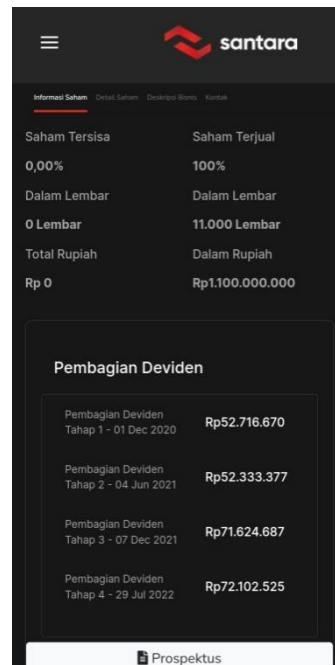 santara
Informasi Saham Detail Saham Deskripsi Bisnis Kontak
Saham Tersisa Saham Terjual
0,00% 100%
Dalam Lembar Dalam Lembar
0 Lembar 11.000 Lembar
Total Rupiah Dalam Rupiah
Rp 0 Rp1.100.000.000
Pembagian Deviden
Pembagian Deviden
Tahap 1 - 01 Dec 2020 Rp52.716.670
Pembagian Deviden
Tahap 2 - 04 Jun 2021 Rp52.333.377
Pembagian Deviden
Tahap 3 - 07 Dec 2021 Rp71.624.687
Pembagian Deviden
Tahap 4 - 29 Jul 2022 Rp72.102.525
Prospektus